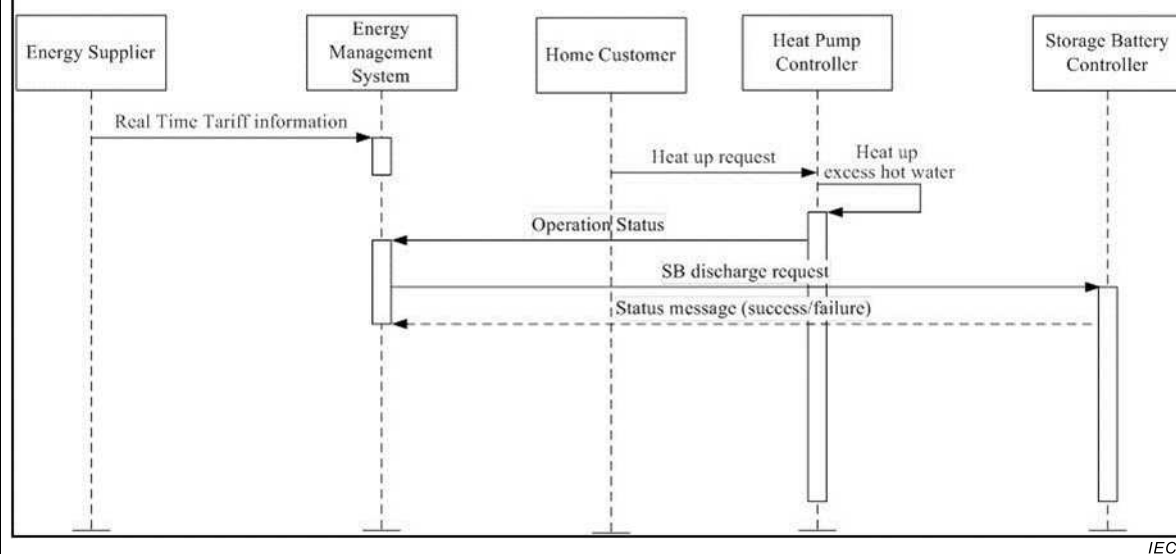 Energy Supplier
Energy
Management
System
Home Customer
Heat Pump
Controller
Storage Battery
Controller
Real Time Tariff information
Heat up request
Heat up
excess hot water
Operation Status
SB discharge request
Status message (success/failure)
IEC